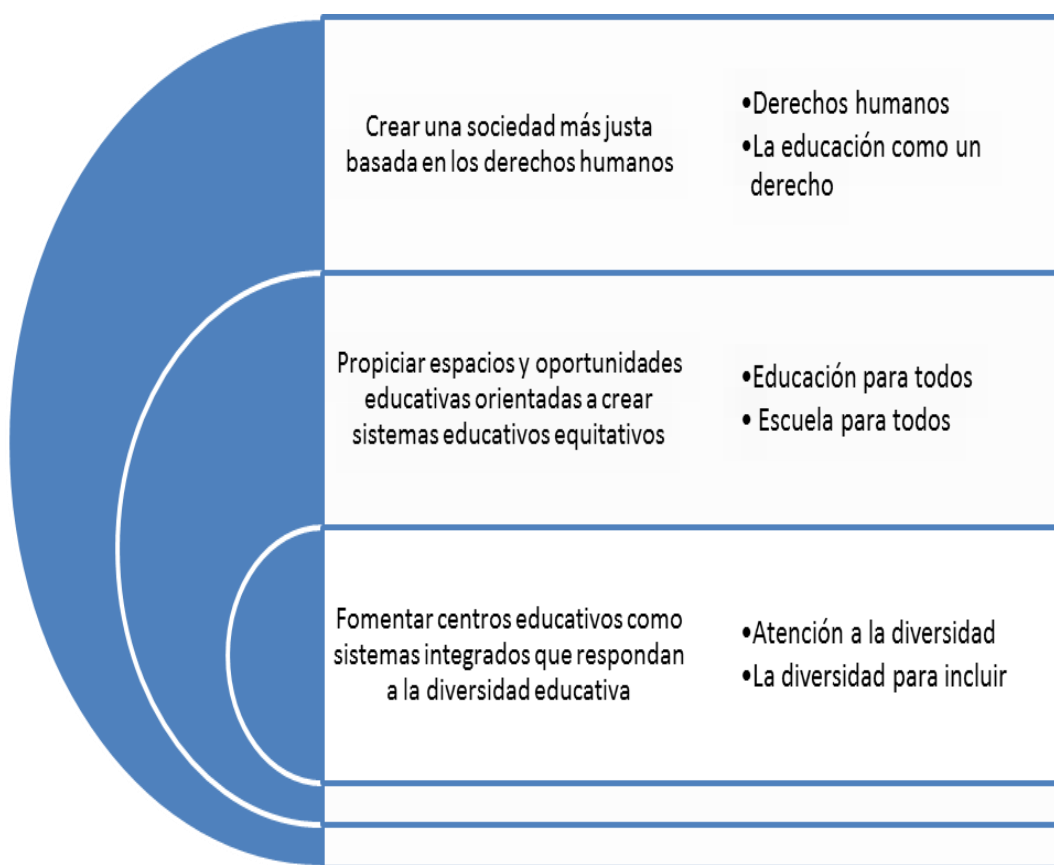 Crear una sociedad más justa
basada en los derechos humanos
•Derechos humanos
•La educación como un
derecho
Propiciar espacios y oportunidades
educativas orientadas a crear
sistemas educativos equitativos
•Educación para todos
• Escuela para todos
Fomentar centros educativos como
sistemas integrados que respondan
a la diversidad educativa
•Atención a la diversidad
•La diversidad para incluir